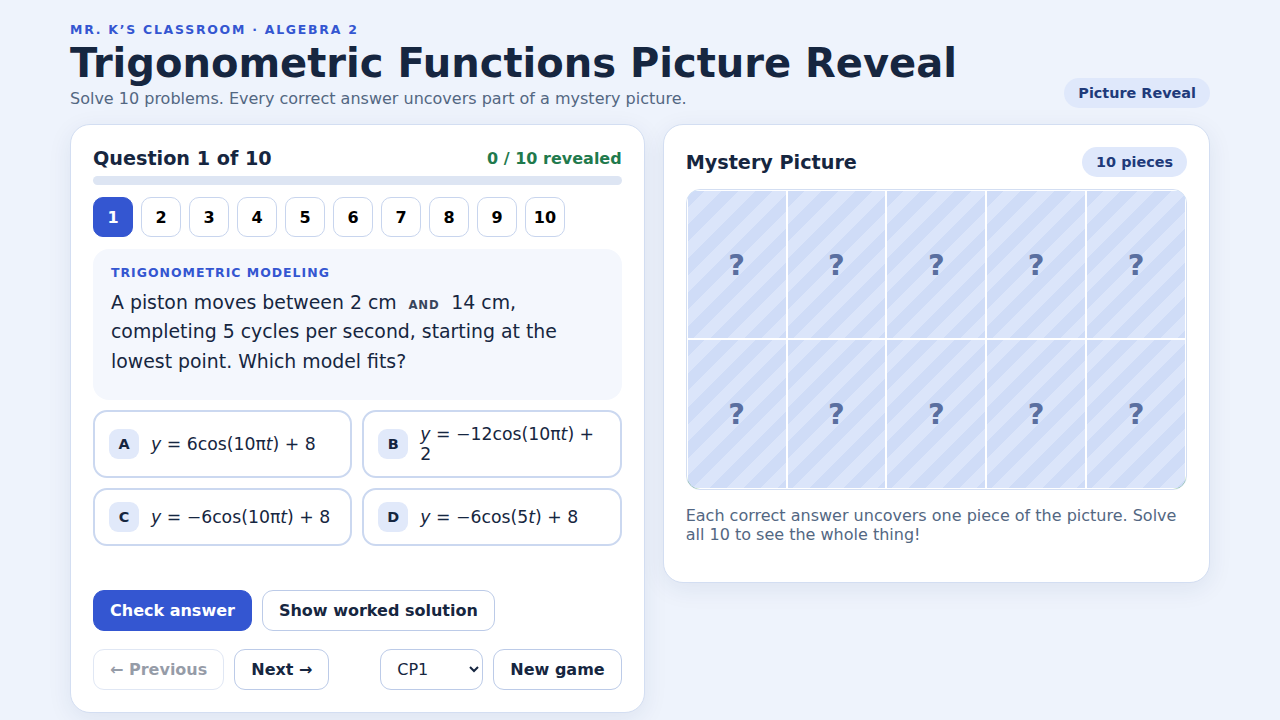 MR. K’S CLASSROOM · ALGEBRA 2
Trigonometric Functions Picture Reveal
Solve 10 problems. Every correct answer uncovers part of a mystery picture.
Picture Reveal
Question 1 of 10
0 / 10 revealed
1 2 3 4 5 6 7 8 9 10
TRIGONOMETRIC MODELING
A piston moves between 2 cm AND 14 cm,
completing 5 cycles per second, starting at the
lowest point. Which model fits?
A y = 6cos(10πt) + 8
B y = −12cos(10πt) +
2
C y = −6cos(10πt) + 8
D y = −6cos(5t) + 8
Check answer
Show worked solution
← Previous
Next →
CP1
New game
Mystery Picture
10 pieces
? ? ? ? ?
? ? ? ? ?
Each correct answer uncovers one piece of the picture. Solve
all 10 to see the whole thing!